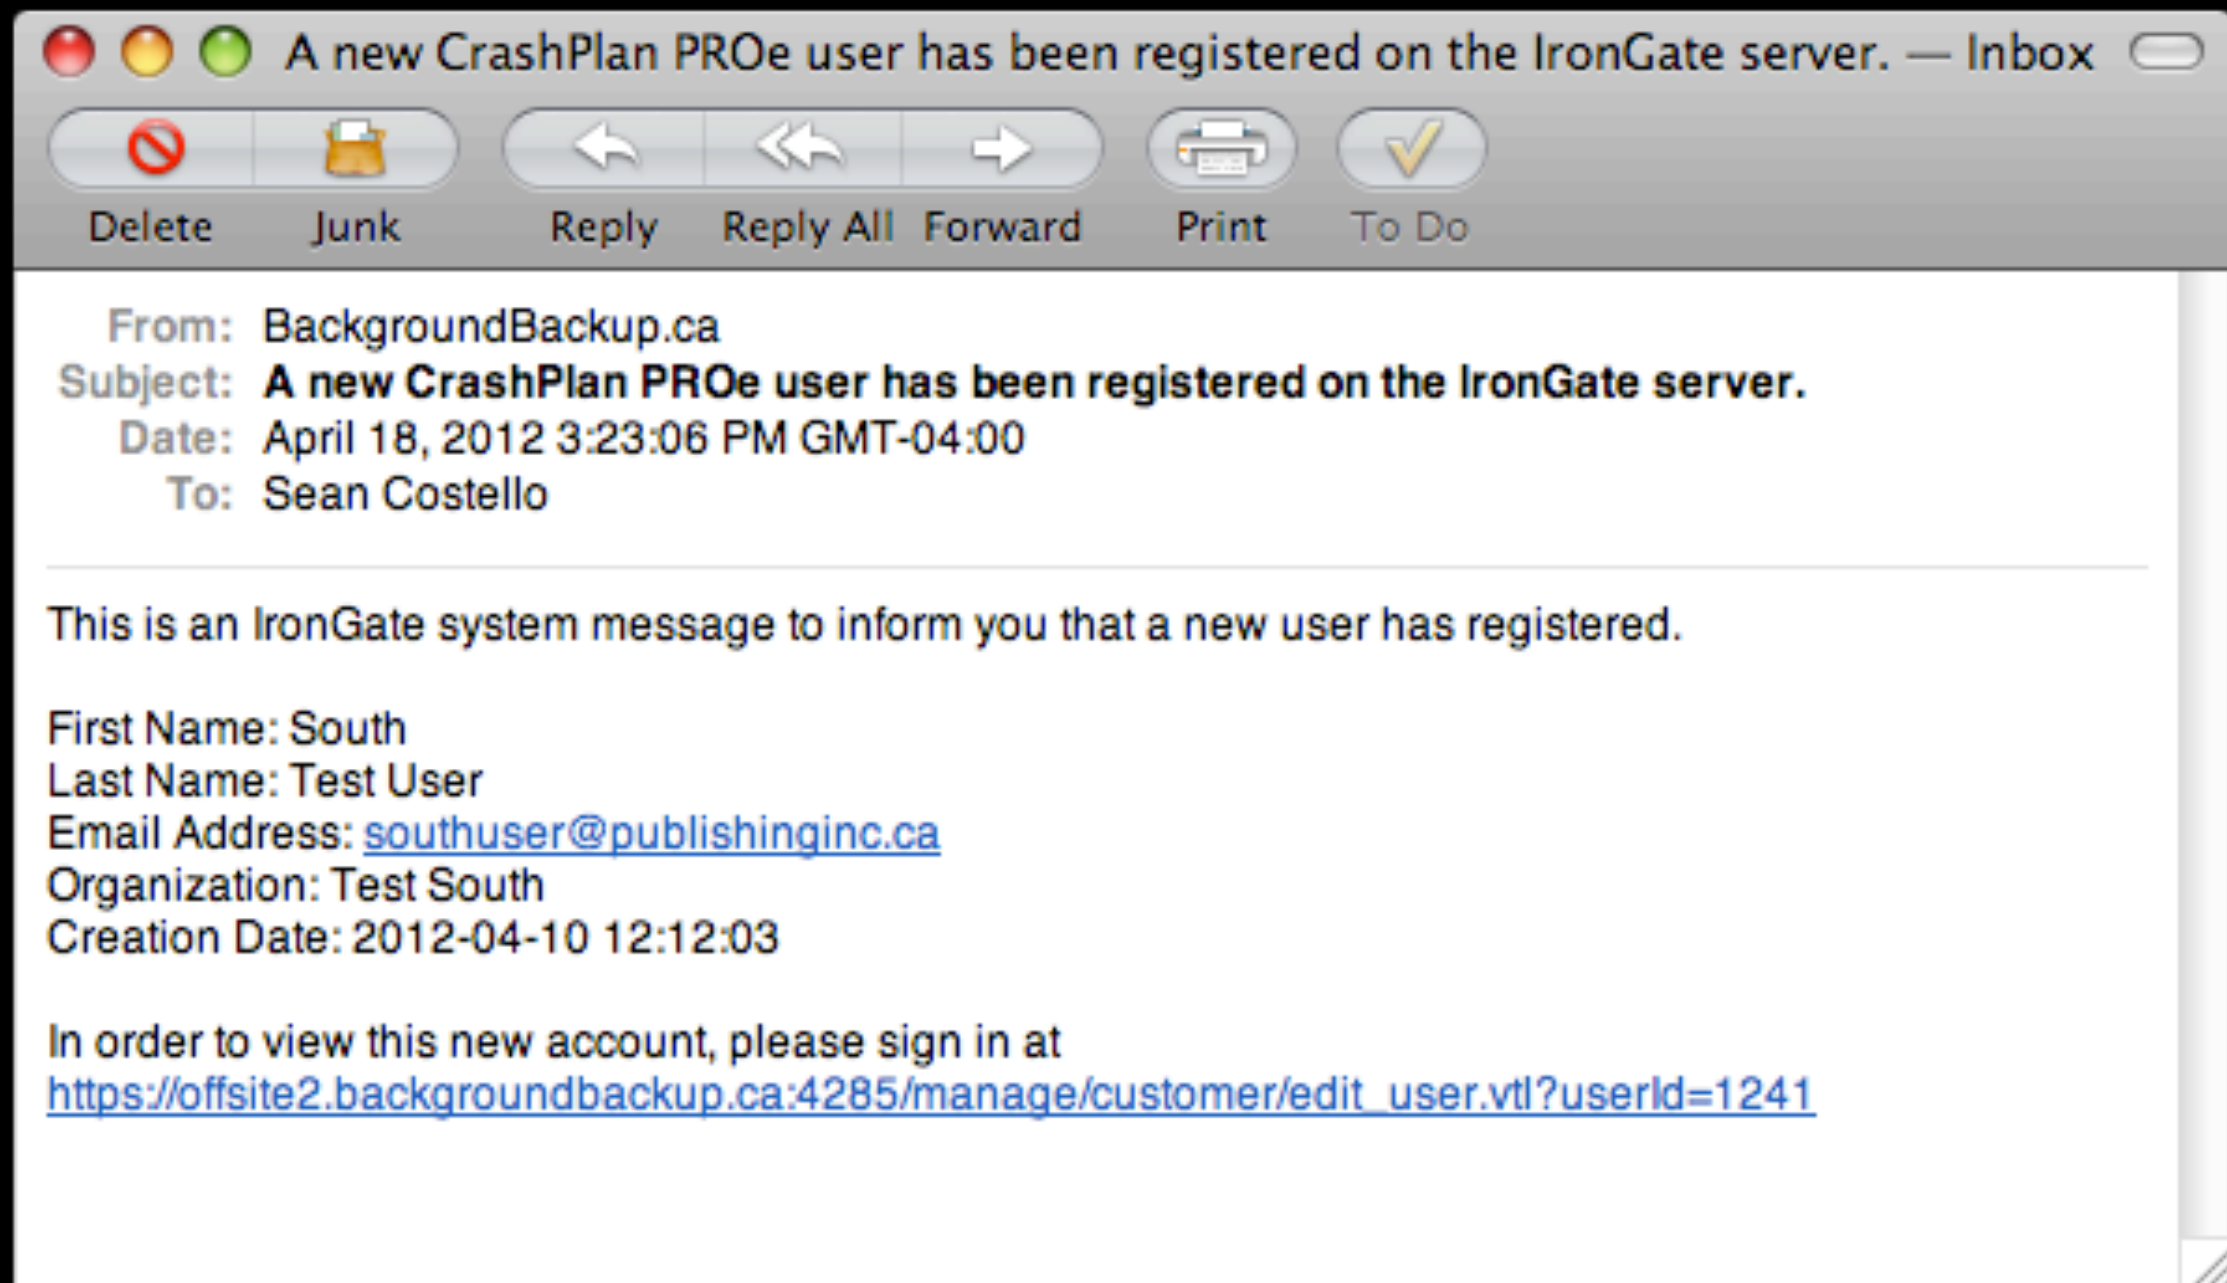 A new CrashPlan PROe user has been registered on the IronGate server. — Inbox
Delete Junk Reply Reply All Forward Print To Do
From: BackgroundBackup.ca
Subject: A new CrashPlan PROe user has been registered on the IronGate server.
Date: April 18, 2012 3:23:06 PM GMT-04:00
To: Sean Costello
This is an IronGate system message to inform you that a new user has registered.
First Name: South
Last Name: Test User
Email Address: southuser@publishinginc.ca
Organization: Test South
Creation Date: 2012-04-10 12:12:03
In order to view this new account, please sign in at
https://offsite2.backgroundbackup.ca:4285/manage/customer/edit_user.vtl?userId=1241